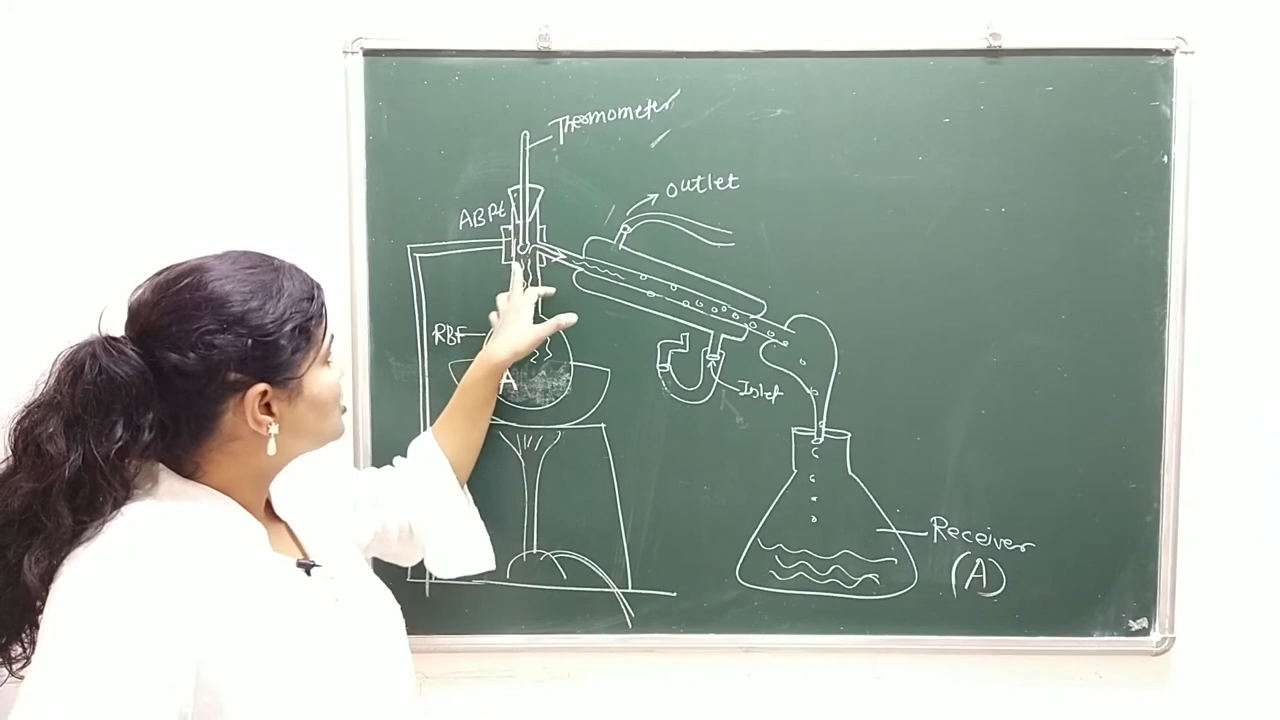 Thermometer
outlet
ABPt
RBF
A
Inlet
Receiver
(A)